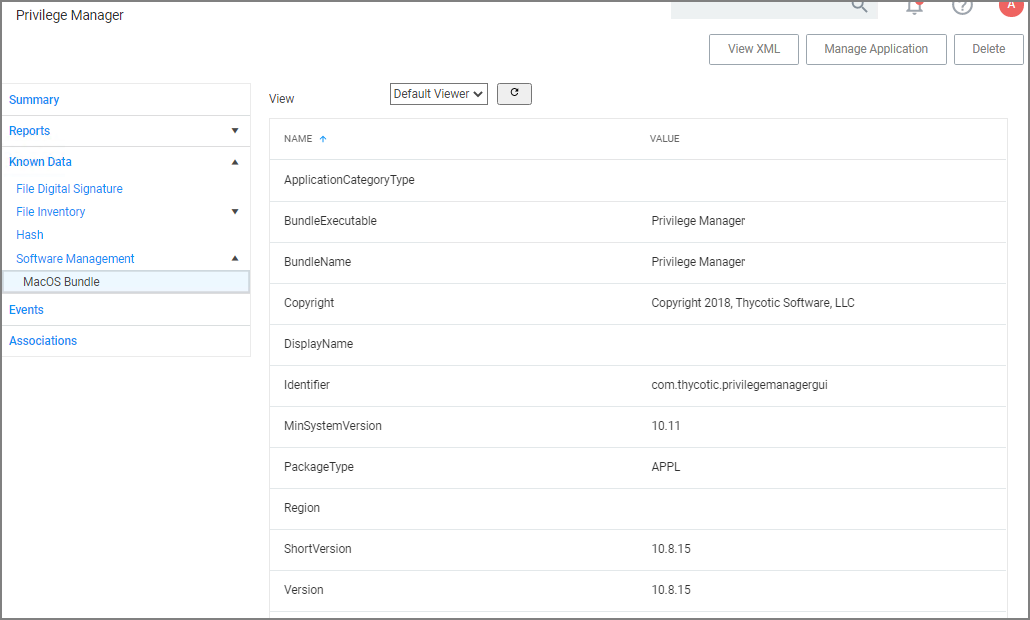 Privilege Manager
A
View XML Manage Application Delete
Summary
Reports
Known Data
File Digital Signature
File Inventory
Hash
Software Management
MacOS Bundle
Events
Associations
View Default Viewer
NAME VALUE
ApplicationCategoryType
BundleExecutable Privilege Manager
BundleName Privilege Manager
Copyright Copyright 2018, Thycotic Software, LLC
DisplayName
Identifier com.thycotic.privilegemanagergui
MinSystemVersion 10.11
PackageType APPL
Region
ShortVersion 10.8.15
Version 10.8.15